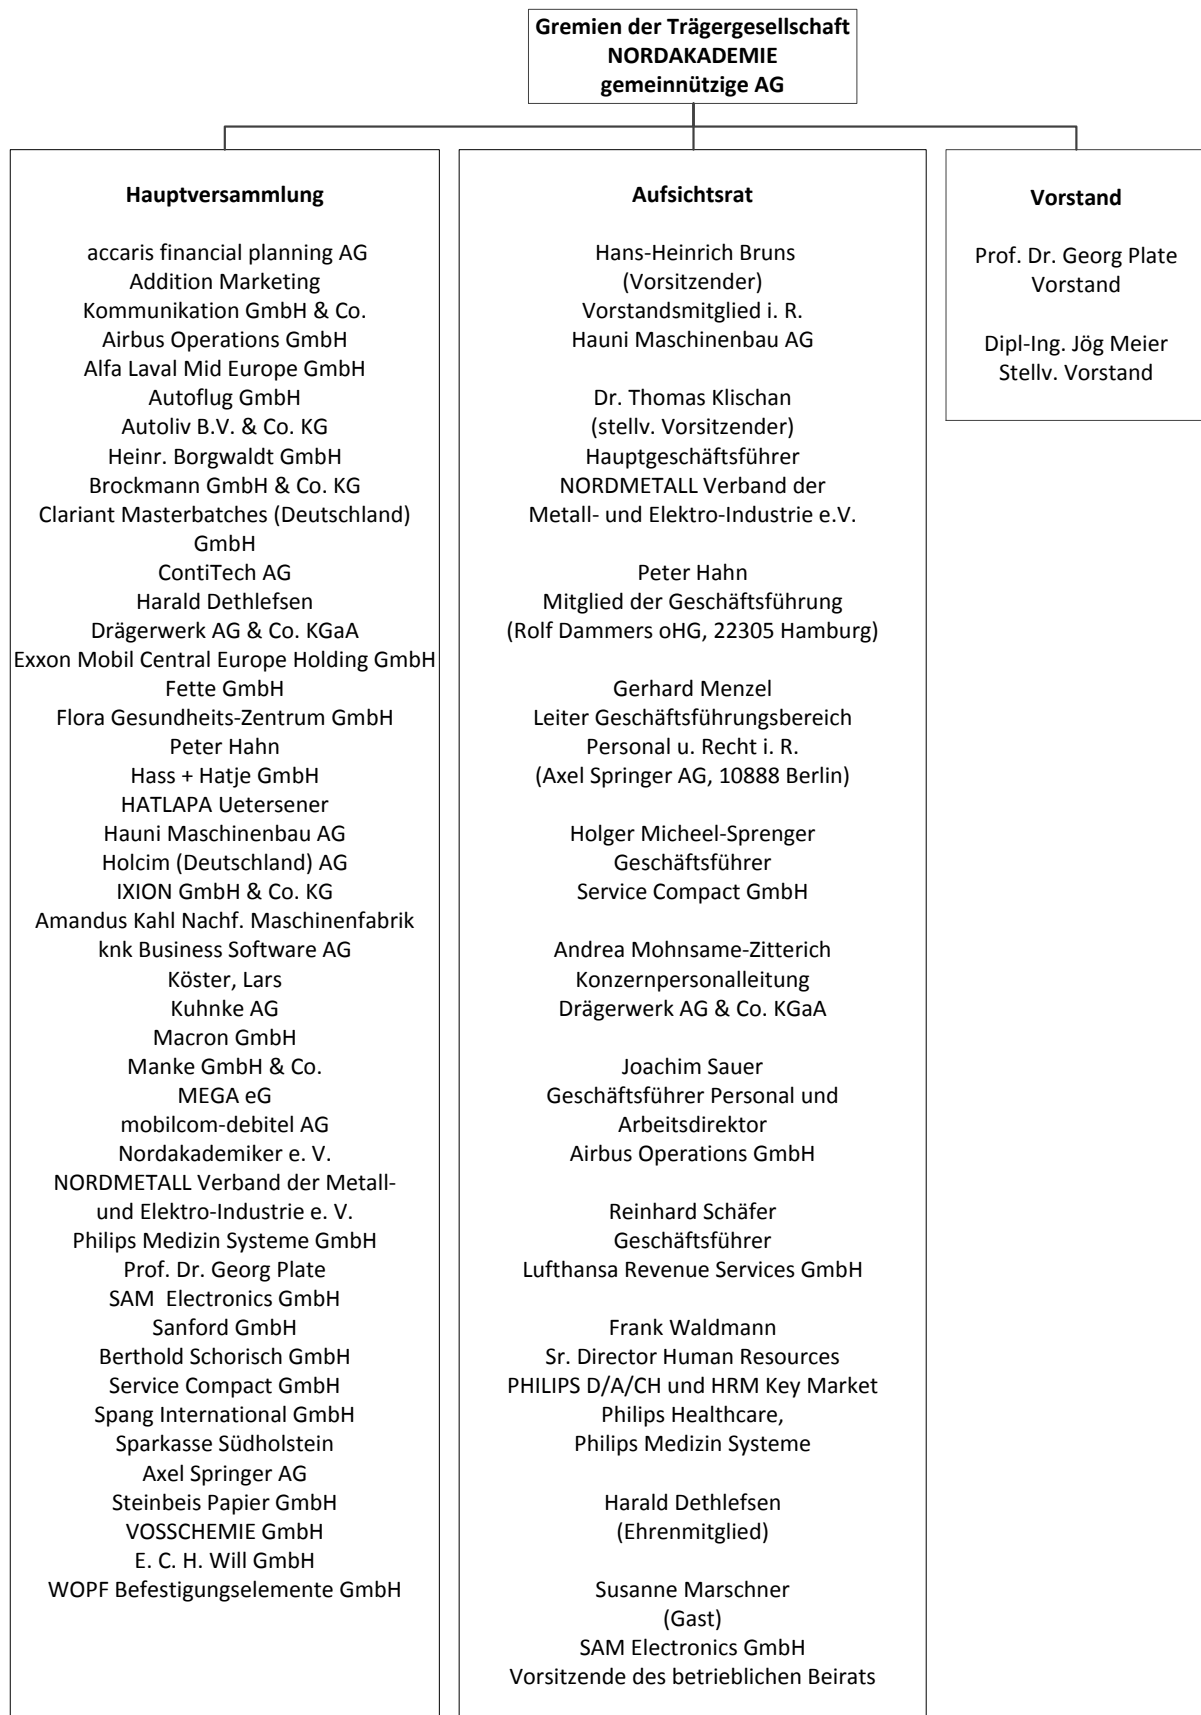 Gremien der Trägergesellschaft
NORDAKADEMIE
gemeinnützige AG
Hauptversammlung
accaris financial planning AG
Addition Marketing
Kommunikation GmbH & Co.
Airbus Operations GmbH
Alfa Laval Mid Europe GmbH
Autoflug GmbH
Autoliv B.V. & Co. KG
Heinr. Borgwaldt GmbH
Brockmann GmbH & Co. KG
Clariant Masterbatches (Deutschland)
GmbH
ContiTech AG
Harald Dethlefsen
Drägerwerk AG & Co. KGaA
Exxon Mobil Central Europe Holding GmbH
Fette GmbH
Flora Gesundheits-Zentrum GmbH
Peter Hahn
Hass + Hatje GmbH
HATLAPA Uetersener
Hauni Maschinenbau AG
Holcim (Deutschland) AG
IXION GmbH & Co. KG
Amandus Kahl Nachf. Maschinenfabrik
knk Business Software AG
Köster, Lars
Kuhnke AG
Macron GmbH
Manke GmbH & Co.
MEGA eG
mobilcom-debitel AG
Nordakademiker e. V.
NORDMETALL Verband der Metall-
und Elektro-Industrie e. V.
Philips Medizin Systeme GmbH
Prof. Dr. Georg Plate
SAM  Electronics GmbH
Sanford GmbH
Berthold Schorisch GmbH
Service Compact GmbH
Spang International GmbH
Sparkasse Südholstein
Axel Springer AG
Steinbeis Papier GmbH
VOSSCHEMIE GmbH
E. C. H. Will GmbH
WOPF Befestigungselemente GmbH
Aufsichtsrat
Hans-Heinrich Bruns
(Vorsitzender)
Vorstandsmitglied i. R.
Hauni Maschinenbau AG
Dr. Thomas Klischan
(stellv. Vorsitzender)
Hauptgeschäftsführer
NORDMETALL Verband der
Metall- und Elektro-Industrie e.V.
Peter Hahn
Mitglied der Geschäftsführung
(Rolf Dammers oHG, 22305 Hamburg)
Gerhard Menzel
Leiter Geschäftsführungsbereich
Personal u. Recht i. R.
(Axel Springer AG, 10888 Berlin)
Holger Micheel-Sprenger
Geschäftsführer
Service Compact GmbH
Andrea Mohnsame-Zitterich
Konzernpersonalleitung
Drägerwerk AG & Co. KGaA
Joachim Sauer
Geschäftsführer Personal und
Arbeitsdirektor
Airbus Operations GmbH
Reinhard Schäfer
Geschäftsführer
Lufthansa Revenue Services GmbH
Frank Waldmann
Sr. Director Human Resources
PHILIPS D/A/CH und HRM Key Market
Philips Healthcare,
Philips Medizin Systeme
Harald Dethlefsen
(Ehrenmitglied)
Susanne Marschner
(Gast)
SAM Electronics GmbH
Vorsitzende des betrieblichen Beirats
Vorstand
Prof. Dr. Georg Plate
Vorstand
Dipl-Ing. Jög Meier
Stellv. Vorstand